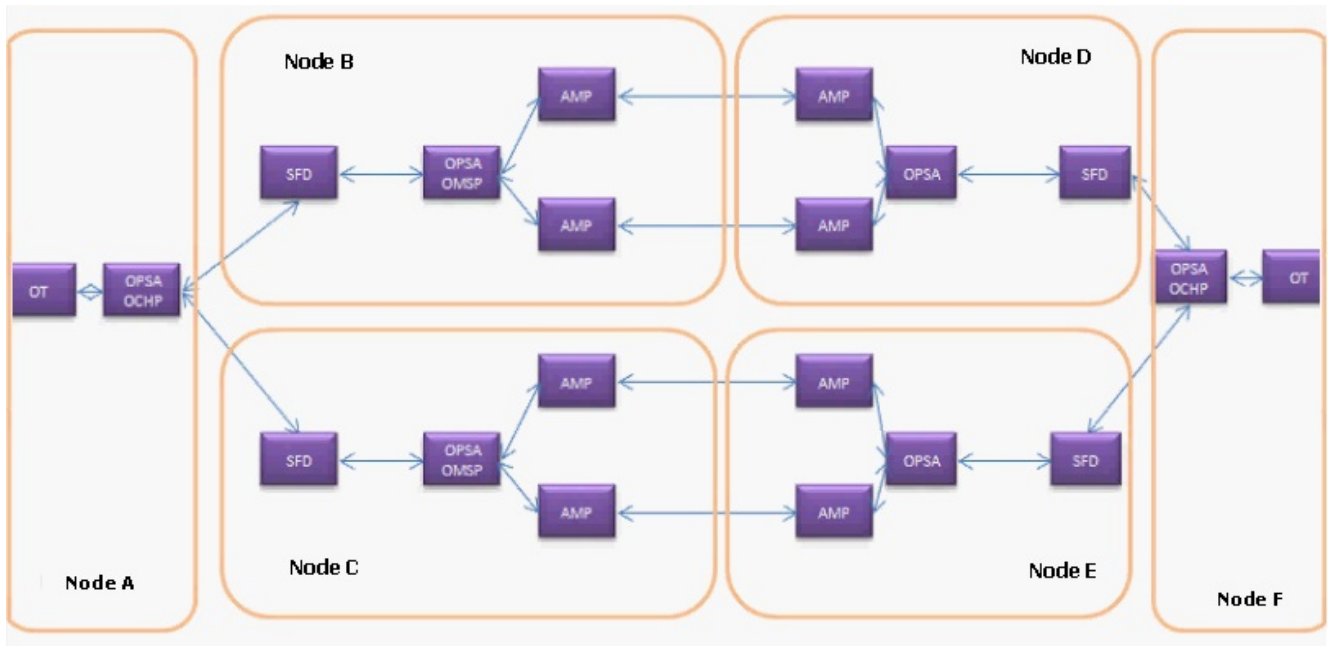 Node B
Node D
AMP
AMP
SFD
OPSA
OMSP
OPSA
SFD
AMP
AMP
OT
OPSA
OCHP
OPSA
OCHP
OT
AMP
AMP
SFD
OPSA
OMSP
OPSA
SFD
AMP
AMP
Node A
Node C
Node E
Node F